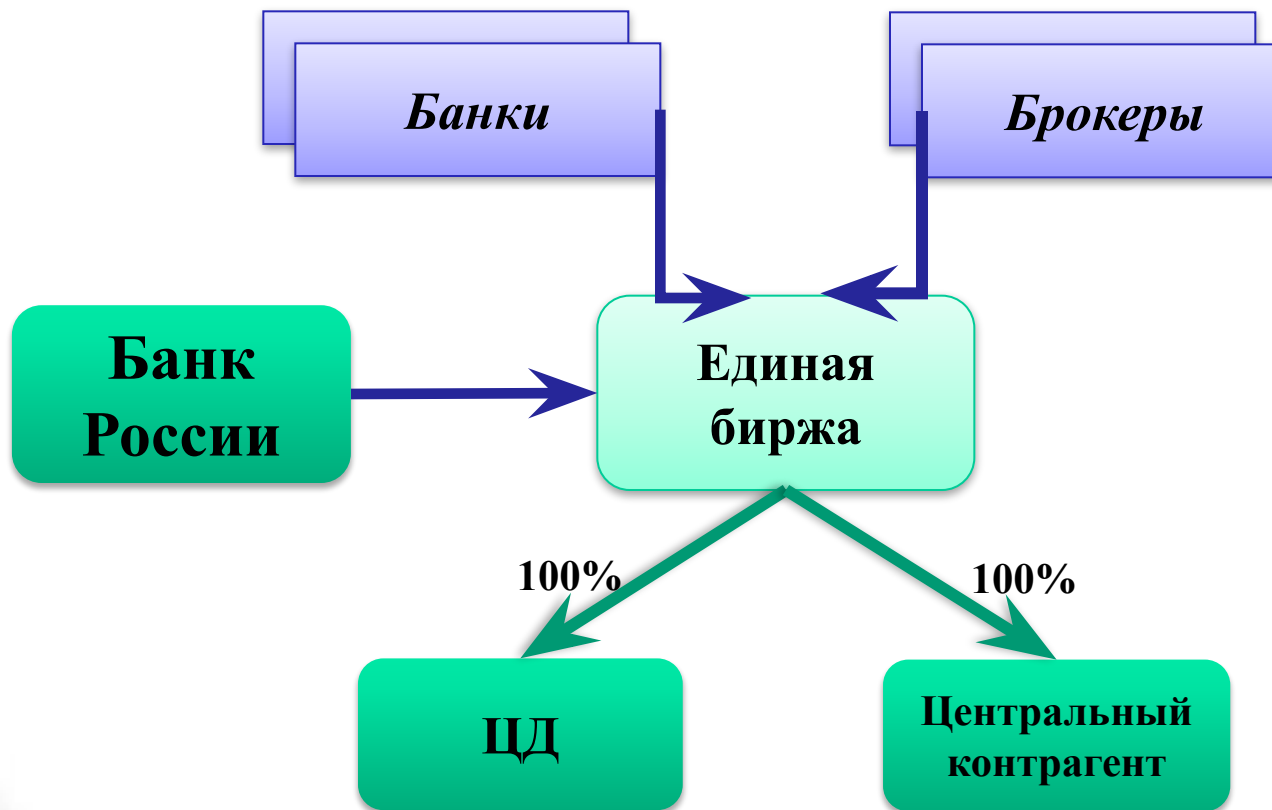 Банки
Брокеры
Банк
России
Единая
биржа
100%
100%
ЦД
Центральный
контрагент